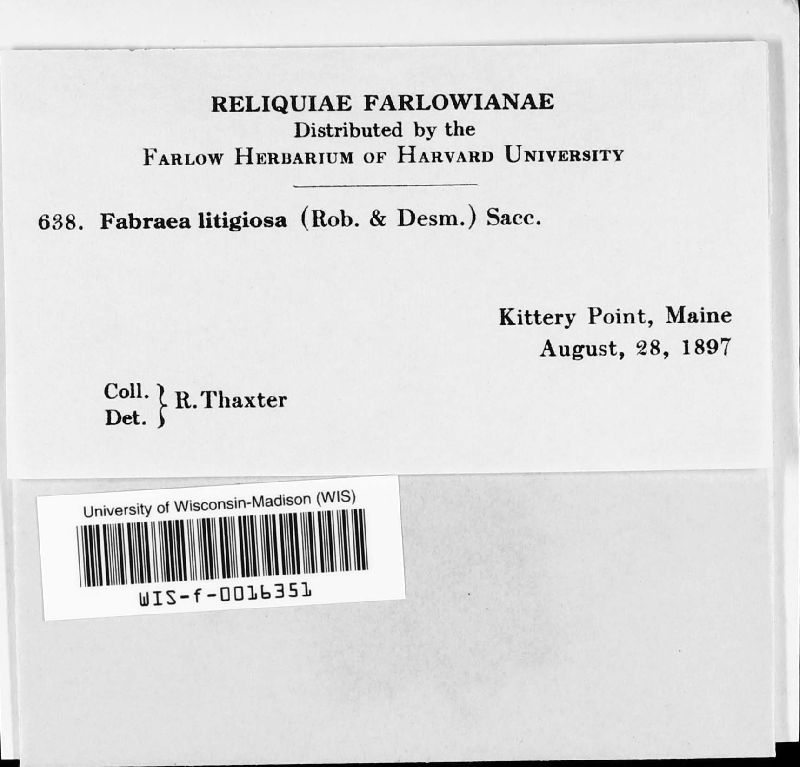 RELIQUIAE FARLOWIANAE
Distributed by the
FARLOW HERBARIUM OF HARVARD UNIVERSITY
638. Fabraea litigiosa (Rob. & Desm.) Sacc.
Kittery Point, Maine
August, 28, 1897
Coll.
Det. } R. Thaxter
University of Wisconsin-Madison (WIS)
WIS-f-0016351